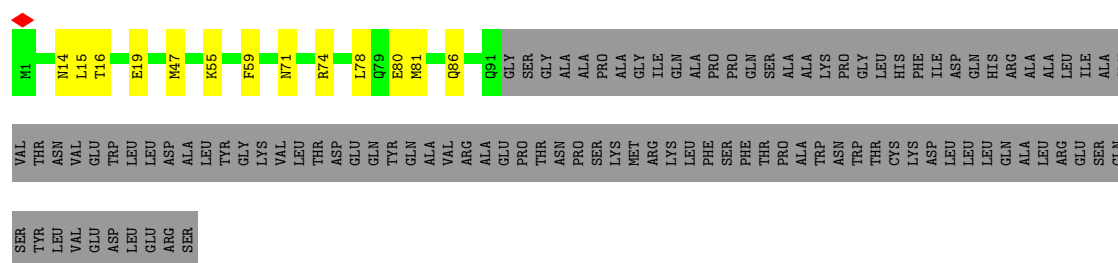 M1 N14 L15 T16 E19 M47 K55 F59 N71 R74 L78 Q79 E80 M81 Q86 Q91 GLY SER GLY ALA ALA PRO ALA GLY ILE GLN ALA PRO PRO GLN SER ALA ALA LYS PRO GLY LEU HIS PHE ILE ASP GLN HIS ARG ALA ALA LEU ILE ALA
VAL THR ASN VAL GLU TRP LEU LEU ASP ALA LEU TYR GLY LYS VAL LEU THR ASP GLU GLN TYR GLN ALA VAL ARG ALA GLU PRO THR ASN PRO SER LYS MET ARG LYS LEU PHE SER PHE THR PRO ALA TRP ASN TRP THR CYS LYS ASP LEU LEU LEU GLN ALA LEU ARG GLU SER GLN
SER TYR LEU VAL GLU ASP LEU GLU ARG SER